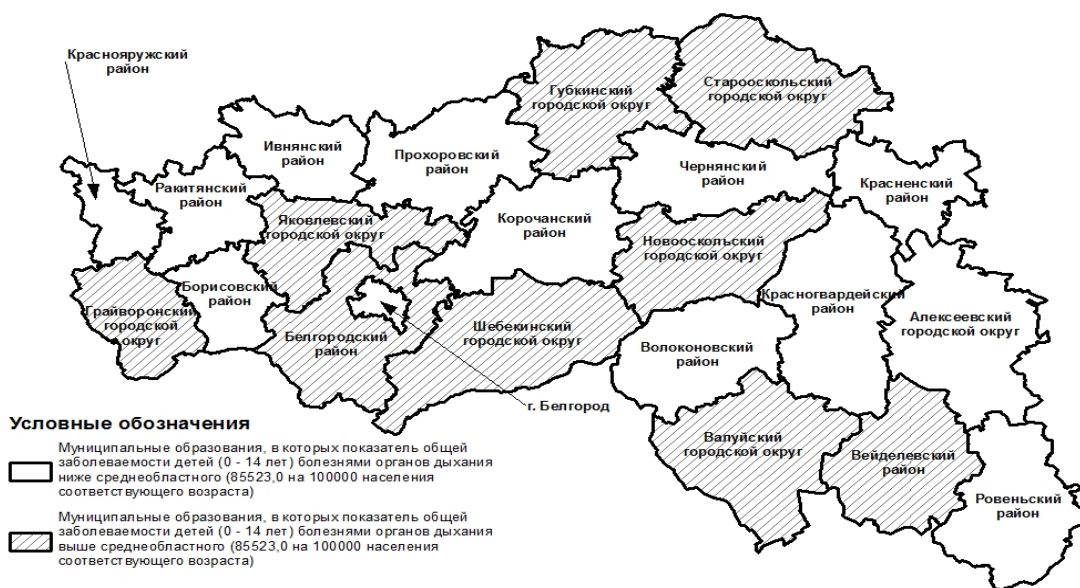 Краснояружский
район
Губкинский
городской округ
Старооскольский
городской округ
Ивнянский
район
Прохоровский
район
Чернянский
район
Красненский
район
Ракитянский
район
Яковлевский
городской округ
Корочанский
район
Новооскольский
городской округ
Борисовский
район
Грайворонский
городской
округ
Белгородский
район
Шебекинский
городской округ
Красногвардейский
район
Алексеевский
городской округ
Волоконовский
район
г. Белгород
Валуйский
городской округ
Вейделевский
район
Ровеньский
район
Условные обозначения
Муниципальные образования, в которых показатель общей
заболеваемости детей (0 - 14 лет) болезнями органов дыхания
ниже среднеобластного (85523,0 на 100000 населения
соответствующего возраста)
Муниципальные образования, в которых показатель общей
заболеваемости детей (0 - 14 лет) болезнями органов дыхания
выше среднеобластного (85523,0 на 100000 населения
соответствующего возраста)